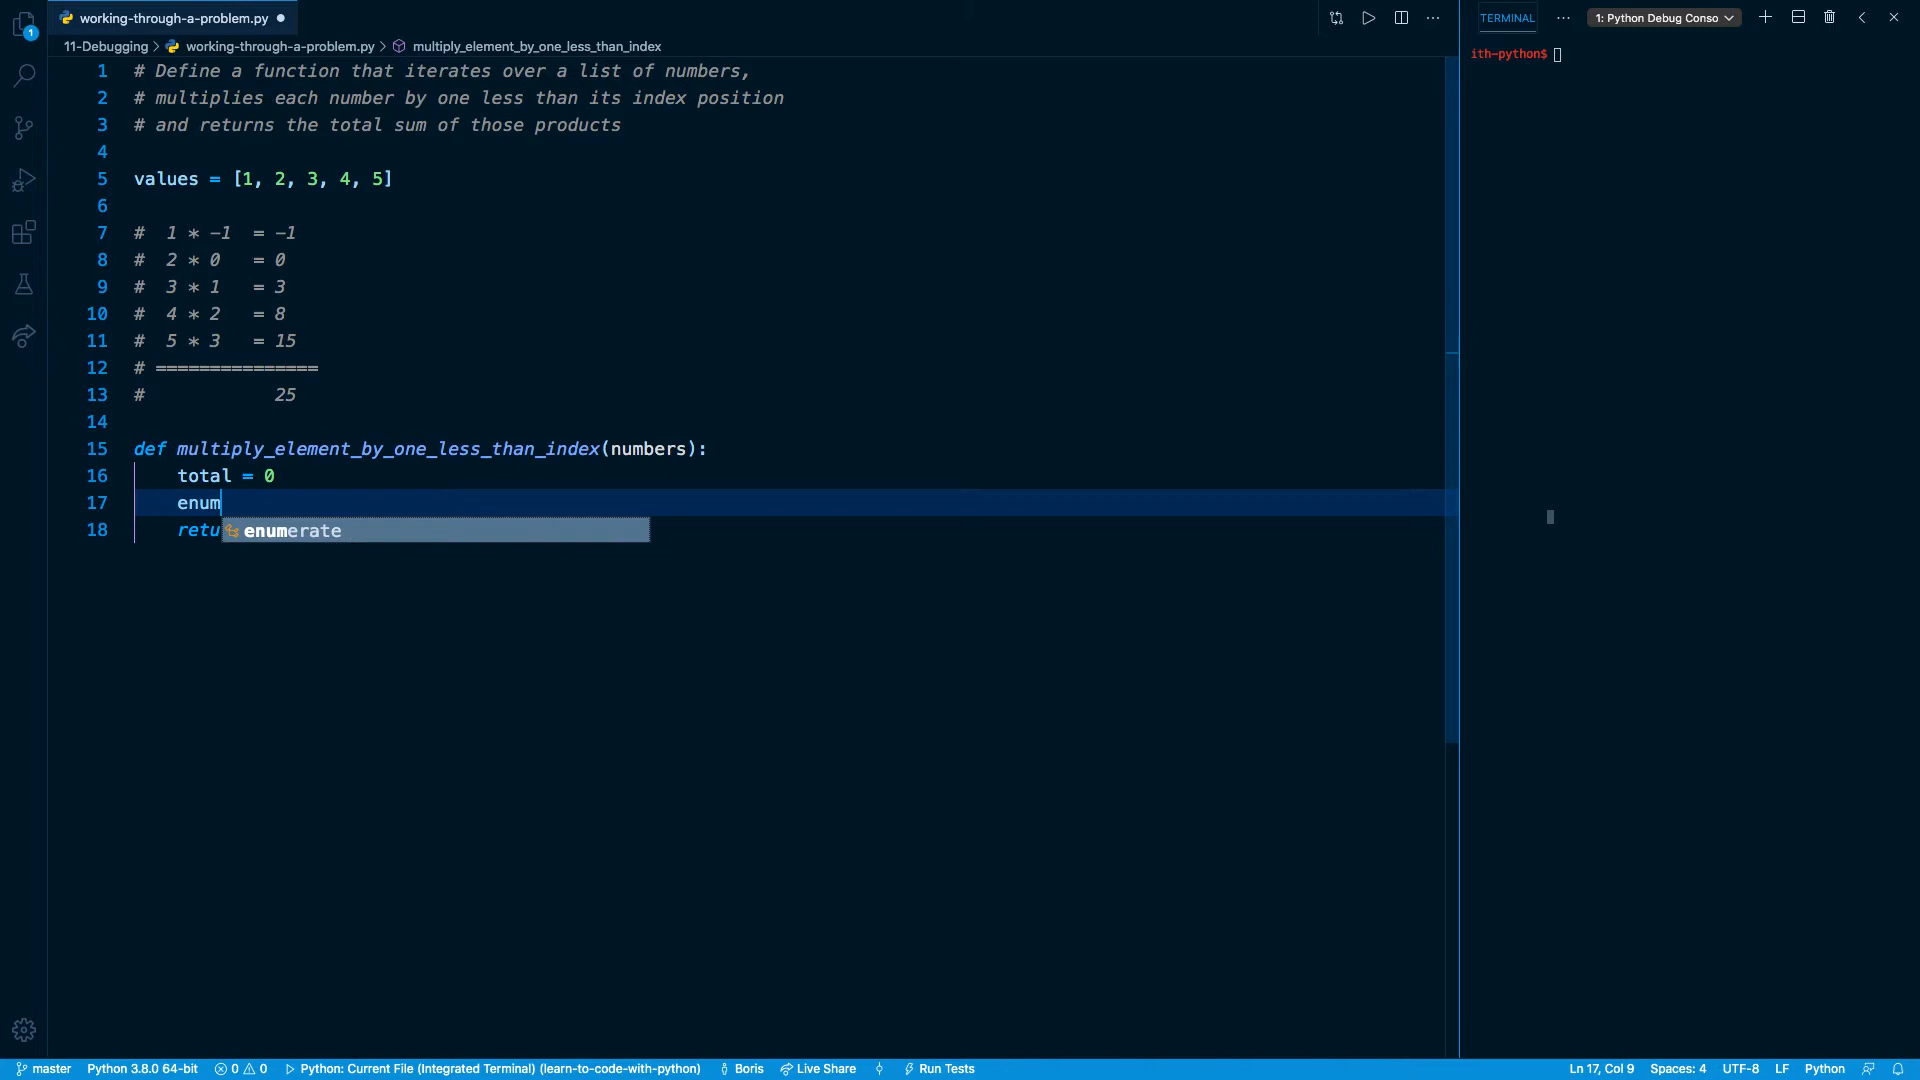 working-through-a-problem.py
TERMINAL
1: Python Debug Conso
1
11-Debugging > working-through-a-problem.py > multiply_element_by_one_less_than_index
ith-python$
1 # Define a function that iterates over a list of numbers,
2 # multiplies each number by one less than its index position
3 # and returns the total sum of those products
4
5 values = [1, 2, 3, 4, 5]
6
7 #  1 * -1  = -1
8 #  2 * 0   = 0
9 #  3 * 1   = 3
10 #  4 * 2   = 8
11 #  5 * 3   = 15
12 # ===============
13 #            25
14
15 def multiply_element_by_one_less_than_index(numbers):
16     total = 0
17     enum
18     retu
enumerate
master Python 3.8.0 64-bit 0 0 Python: Current File (Integrated Terminal) (learn-to-code-with-python) Boris Live Share Run Tests Ln 17, Col 9 Spaces: 4 UTF-8 LF Python